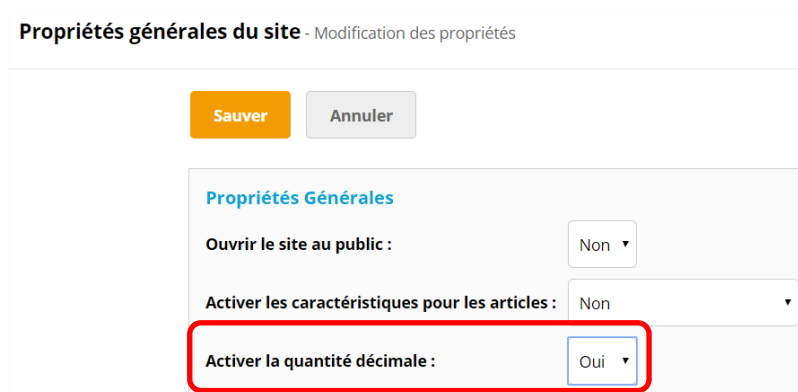 Propriétés générales du site - Modification des propriétés
Sauver Annuler
Propriétés Générales
Ouvrir le site au public : Non
Activer les caractéristiques pour les articles : Non
Activer la quantité décimale : Oui